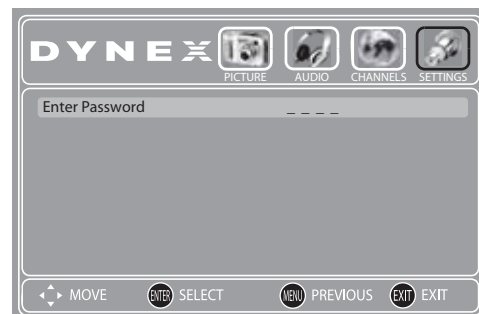 DYNEX
PICTURE AUDIO CHANNELS SETTINGS
Enter Password _ _ _ _
MOVE ENTER SELECT MENU PREVIOUS EXIT EXIT